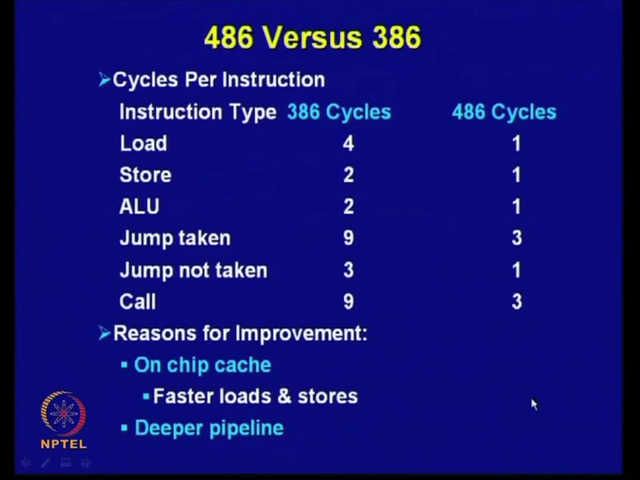 486 Versus 386
Cycles Per Instruction
Instruction Type 386 Cycles 486 Cycles
Load 4 1
Store 2 1
ALU 2 1
Jump taken 9 3
Jump not taken 3 1
Call 9 3
Reasons for Improvement:
On chip cache
Faster loads & stores
Deeper pipeline
NPTEL